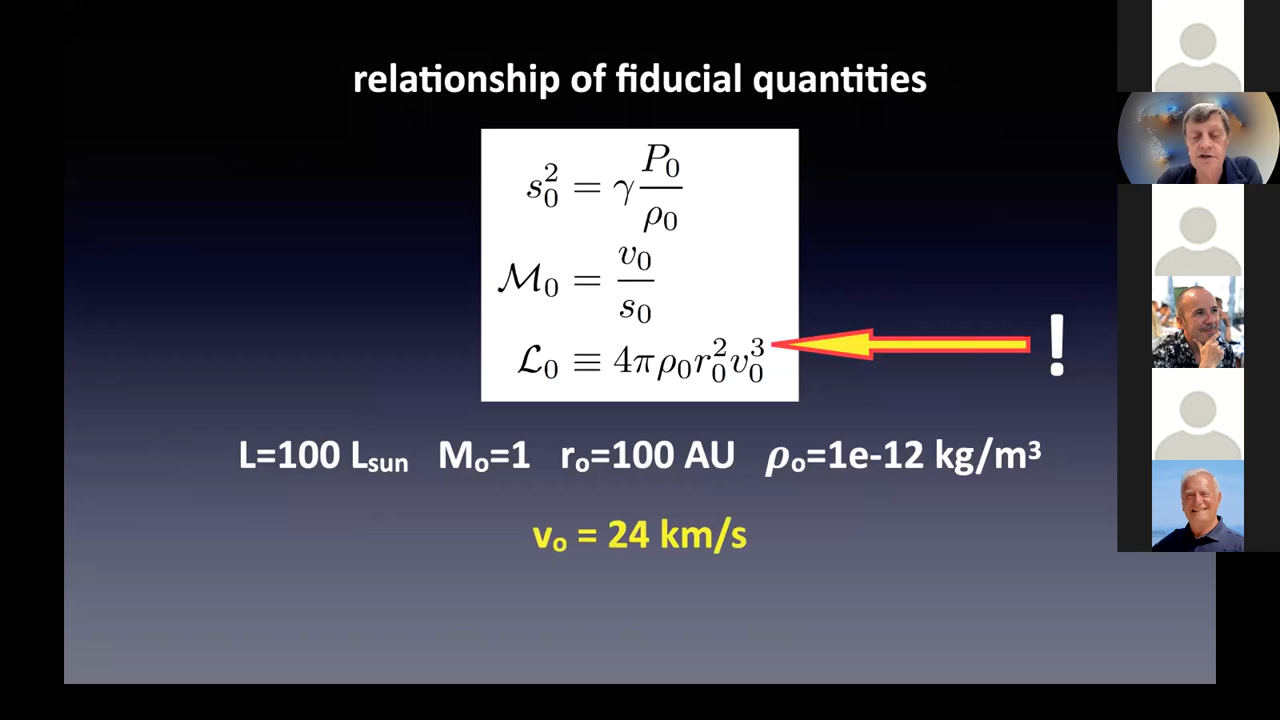 relationship of fiducial quantities
s₀² = γ P₀/ρ₀
ℳ₀ = v₀/s₀
ℒ₀ ≡ 4πρ₀r₀²v₀³
!
L=100 Lsun Mo=1 ro=100 AU ρo=1e-12 kg/m³
vo = 24 km/s